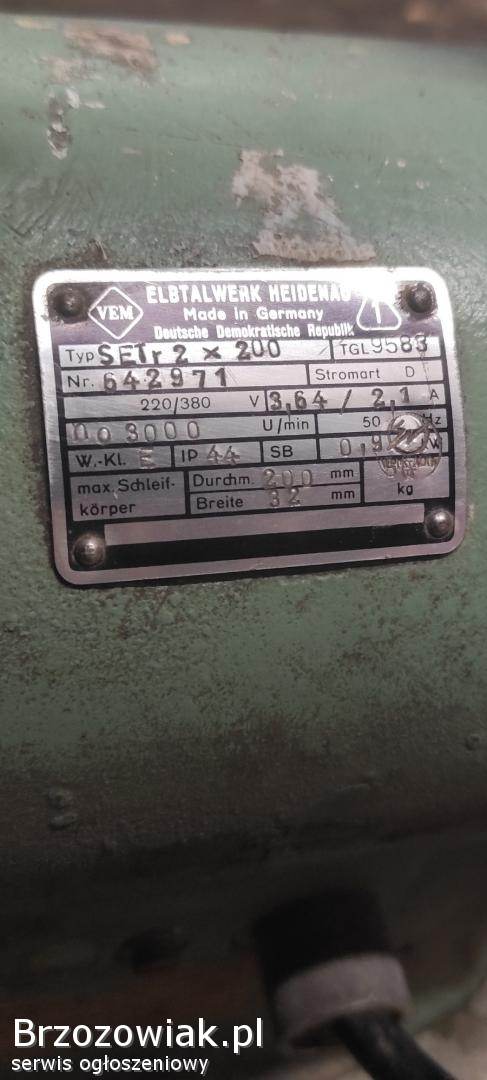 VEM
ELBTALWERK HEIDENAU
Made in Germany
Deutsche Demokratische Republik
Typ SETr 2 x 200 TGL 9583
Nr. 642971 Stromart D
220/380 V 3,64 / 2,1 A
no 3000 U/min 50 Hz
W.-Kl. E IP 44 SB
max. Schleif-
körper
Durchm. 200 mm
Breite 32 mm
kg
Brzozowiak.pl
serwis ogłoszeniowy